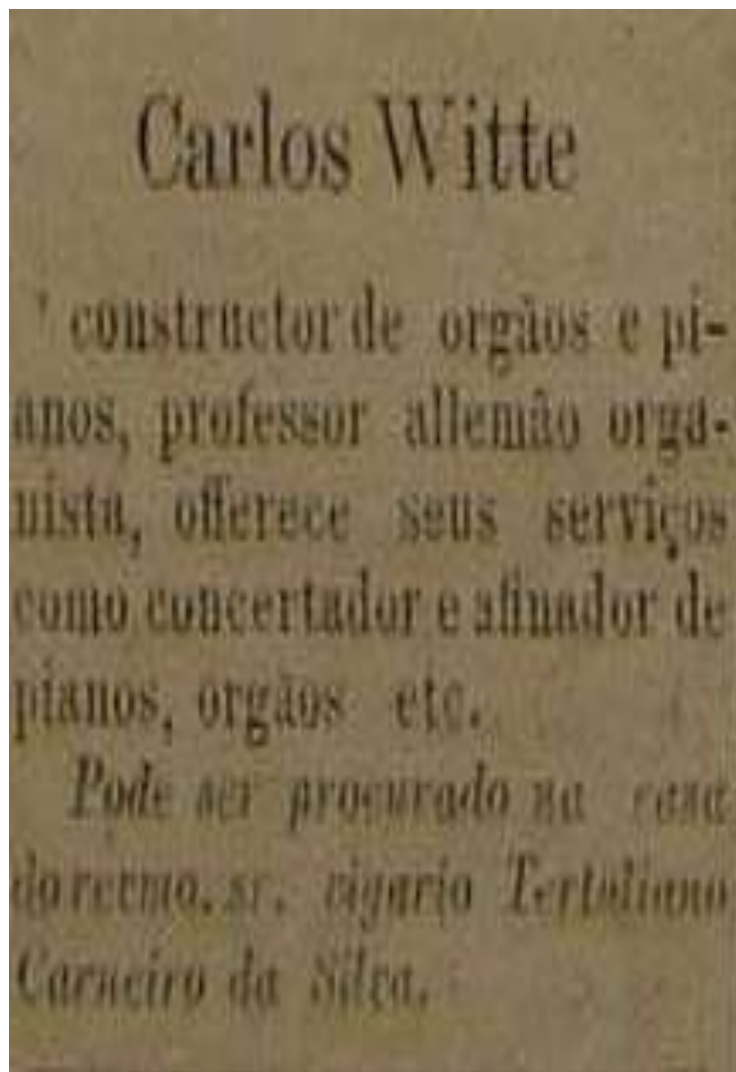 Carlos Witte
constructor de orgãos e pi-
anos, professor allemão orga-
nista, offerece seus serviços
como concertador e afinador de
pianos, orgãos etc.
Pode ser procurado na casa
do revmo. sr. vigario Tertoliano
Carneiro da Silva.